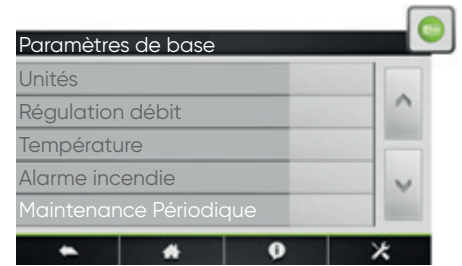 Paramètres de base
Unités
Régulation débit
Température
Alarme incendie
Maintenance Périodique